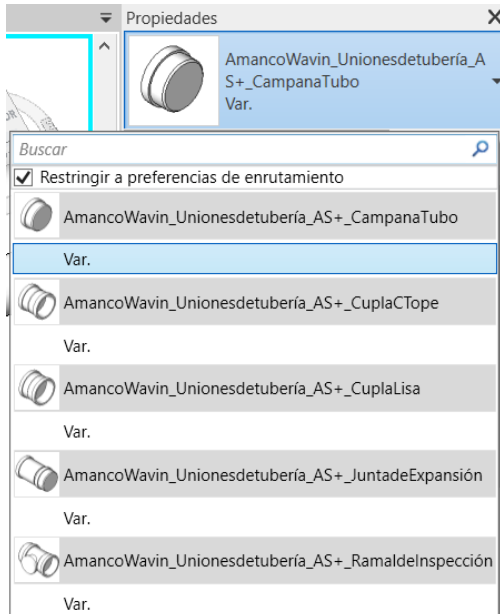 Propiedades
AmancoWavin_Unionesdetubería_A
S+_CampanaTubo
Var.
Buscar
Restringir a preferencias de enrutamiento
AmancoWavin_Unionesdetubería_AS+_CampanaTubo
Var.
AmancoWavin_Unionesdetubería_AS+_CuplaCTope
Var.
AmancoWavin_Unionesdetubería_AS+_CuplaLisa
Var.
AmancoWavin_Unionesdetubería_AS+_JuntadeExpansión
Var.
AmancoWavin_Unionesdetubería_AS+_RamaldeInspección
Var.